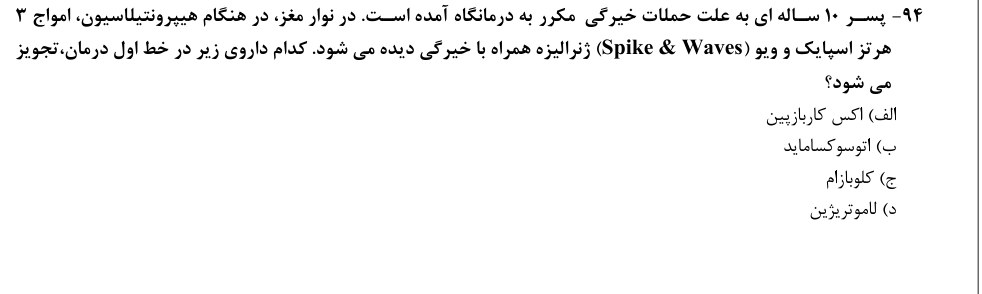 ۹۴- پسر ۱۰ ساله ای به علت حملات خیرگی مکرر به درمانگاه آمده است. در نوار مغز، در هنگام هیپرونتیلاسیون، امواج ۳
هرتز اسپایک و ویو (Spike & Waves) ژنرالیزه همراه با خیرگی دیده می شود. کدام داروی زیر در خط اول درمان،تجویز
می شود؟
الف) اکس کاربازپین
ب) اتوسوکساماید
ج) کلوبازام
د) لاموتریژین